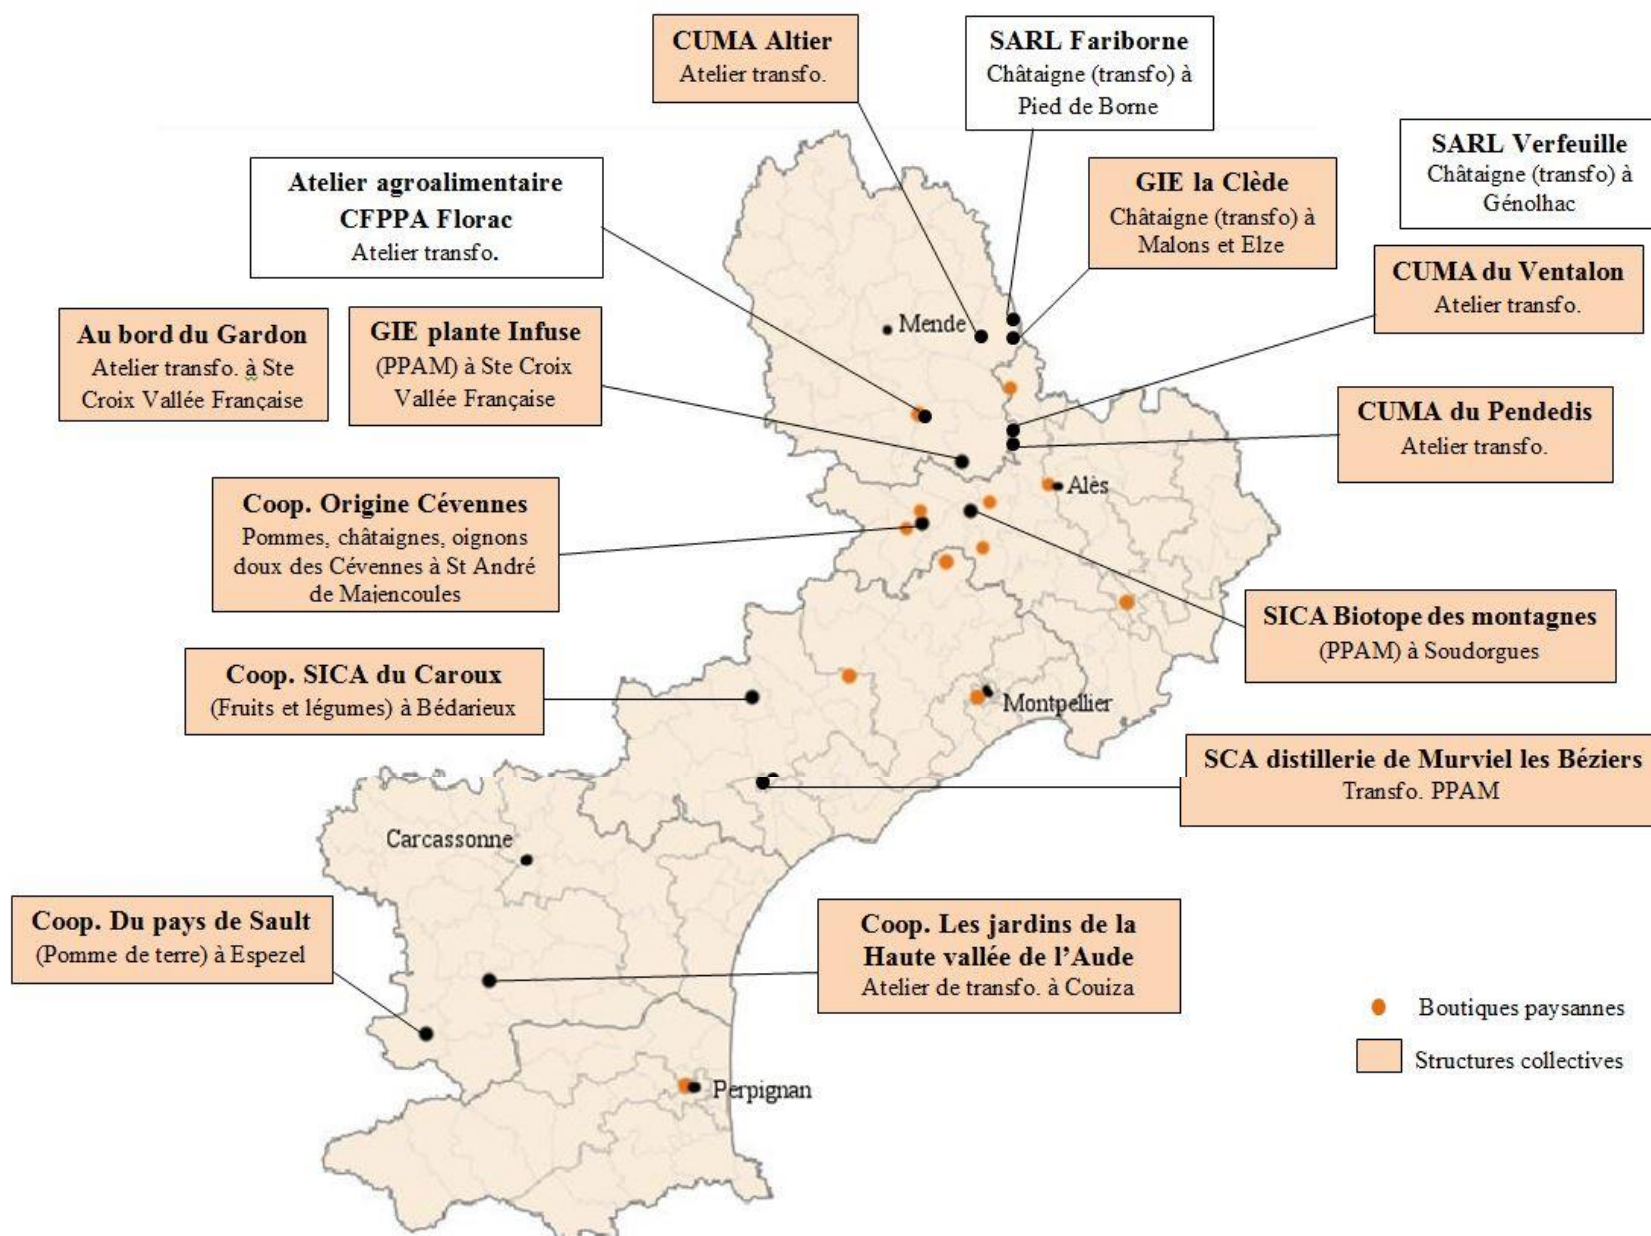 CUMA Altier
Atelier transfo.
SARL Fariborne
Châtaigne (transfo) à
Pied de Borne
SARL Verfeuille
Châtaigne (transfo) à
Génolhac
Atelier agroalimentaire
CFPPA Florac
Atelier transfo.
GIE la Clède
Châtaigne (transfo) à
Malons et Elze
CUMA du Ventalon
Atelier transfo.
Au bord du Gardon
Atelier transfo. à Ste
Croix Vallée Française
GIE plante Infuse
(PPAM) à Ste Croix
Vallée Française
Mende
CUMA du Pendedis
Atelier transfo.
Alès
Coop. Origine Cévennes
Pommes, châtaignes, oignons
doux des Cévennes à St André
de Majencoules
SICA Biotope des montagnes
(PPAM) à Soudorgues
Coop. SICA du Caroux
(Fruits et légumes) à Bédarieux
Montpellier
SCA distillerie de Murviel les Béziers
Transfo. PPAM
Carcassonne
Coop. Du pays de Sault
(Pomme de terre) à Espezel
Coop. Les jardins de la
Haute vallée de l'Aude
Atelier de transfo. à Couiza
Boutiques paysannes
Structures collectives
Perpignan